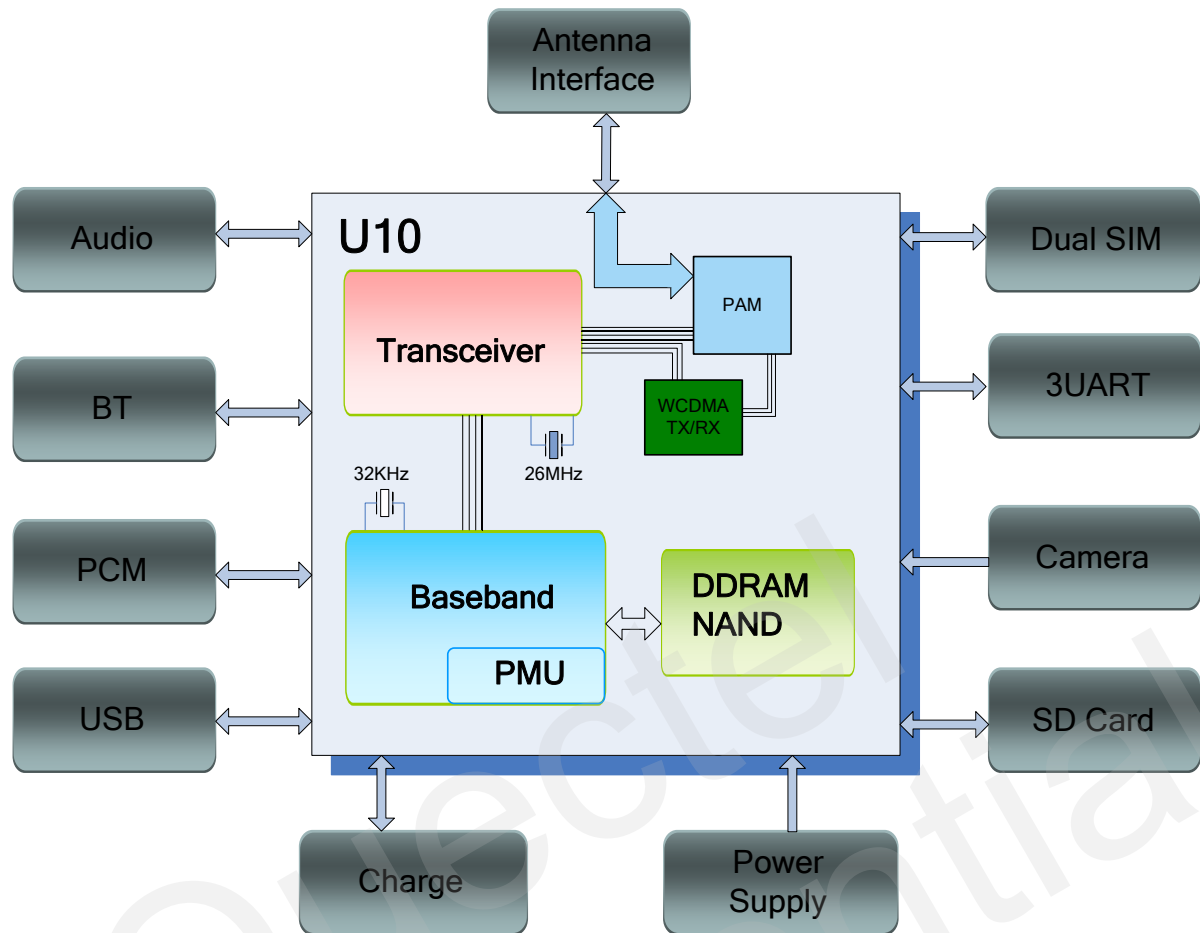 Antenna
Interface
Audio
U10
Dual SIM
PAM
Transceiver
3UART
BT
WCDMA
TX/RX
32KHz
26MHz
PCM
Camera
Baseband
DDRAM
NAND
PMU
USB
SD Card
Charge
Power
Supply
Quectel